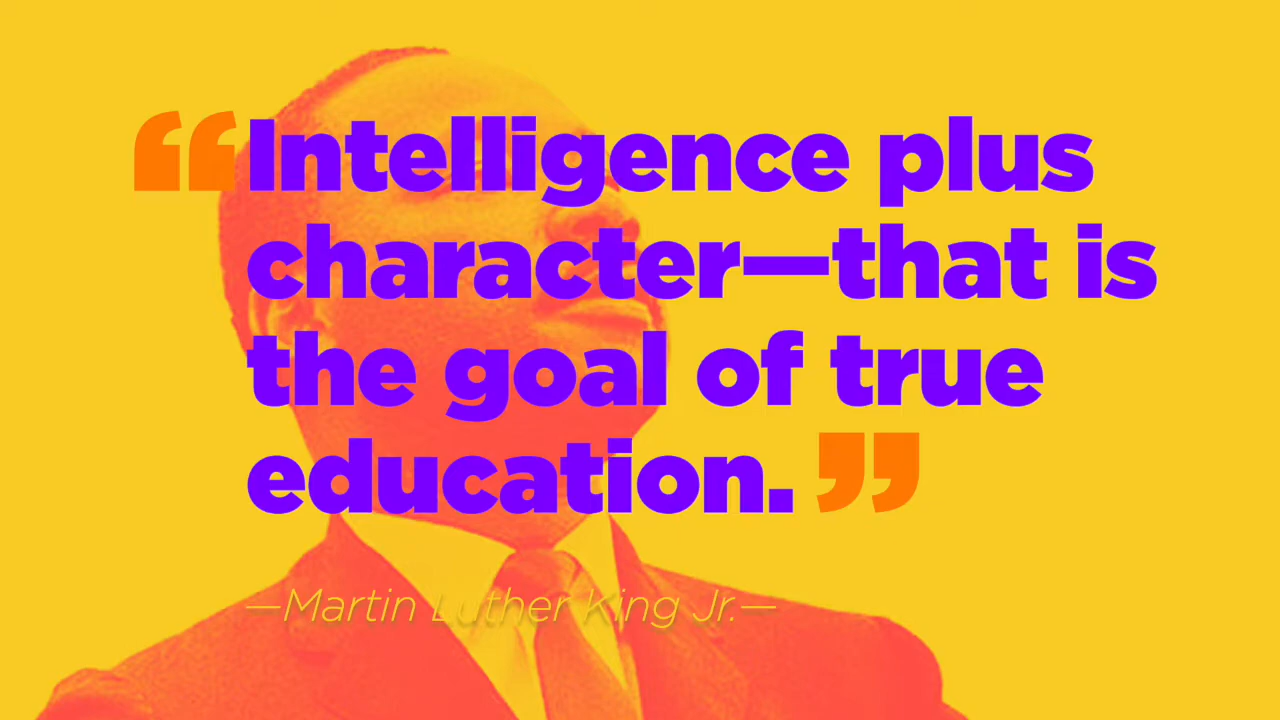 “Intelligence plus
character—that is
the goal of true
education.”
—Martin Luther King Jr.—